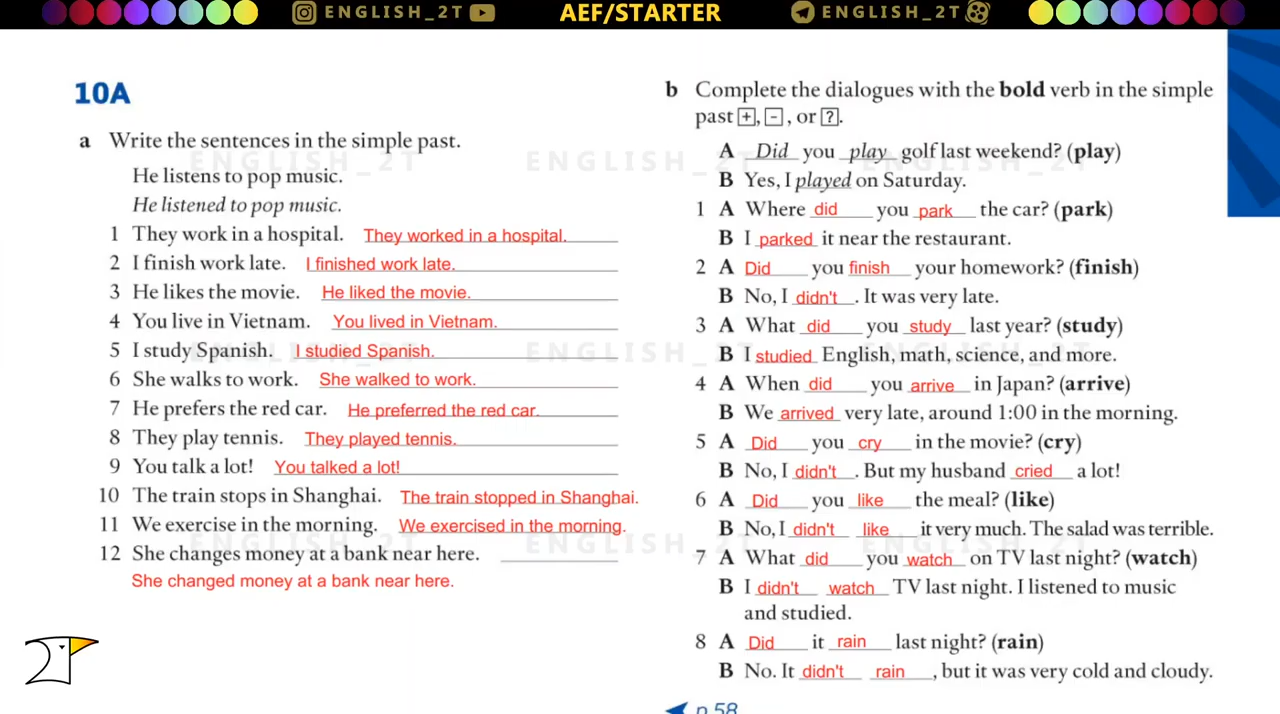 ENGLISH_2T
AEF/STARTER
ENGLISH_2T
10A
a Write the sentences in the simple past.
He listens to pop music.
He listened to pop music.
1 They work in a hospital. They worked in a hospital.
2 I finish work late. I finished work late.
3 He likes the movie. He liked the movie.
4 You live in Vietnam. You lived in Vietnam.
5 I study Spanish. I studied Spanish.
6 She walks to work. She walked to work.
7 He prefers the red car. He preferred the red car.
8 They play tennis. They played tennis.
9 You talk a lot! You talked a lot!
10 The train stops in Shanghai. The train stopped in Shanghai.
11 We exercise in the morning. We exercised in the morning.
12 She changes money at a bank near here.
She changed money at a bank near here.
b Complete the dialogues with the bold verb in the simple
past +, -, or ?.
A Did you play golf last weekend? (play)
B Yes, I played on Saturday.
1 A Where did you park the car? (park)
B I parked it near the restaurant.
2 A Did you finish your homework? (finish)
B No, I didn't. It was very late.
3 A What did you study last year? (study)
B I studied English, math, science, and more.
4 A When did you arrive in Japan? (arrive)
B We arrived very late, around 1:00 in the morning.
5 A Did you cry in the movie? (cry)
B No, I didn't. But my husband cried a lot!
6 A Did you like the meal? (like)
B No, I didn't like it very much. The salad was terrible.
7 A What did you watch on TV last night? (watch)
B I didn't watch TV last night. I listened to music
and studied.
8 A Did it rain last night? (rain)
B No. It didn't rain, but it was very cold and cloudy.
p.58
ENGLISH_2T
ENGLISH_2T
ENGLISH_2T
ENGLISH_2T
ENGLISH_2T
ENGLISH_2T
ENGLISH_2T
ENGLISH_2T
ENGLISH_2T
2T